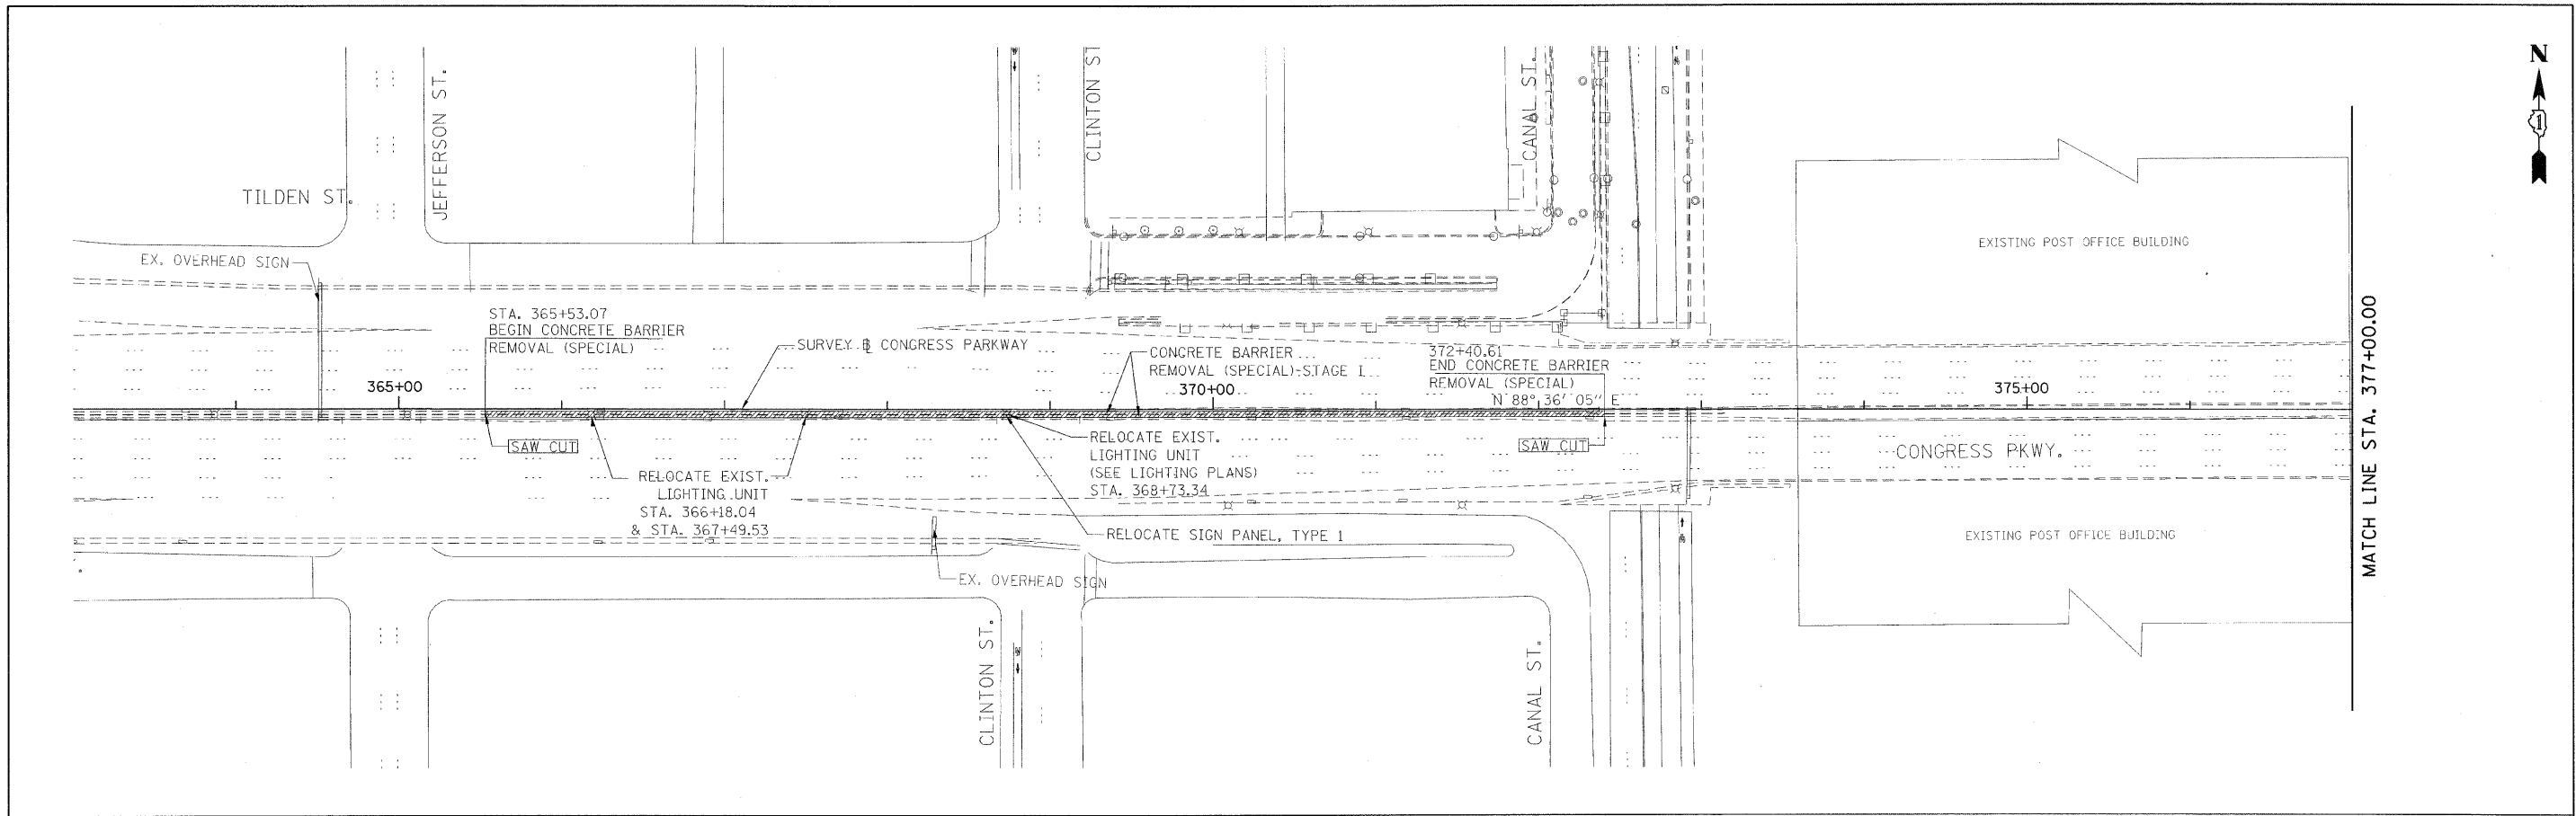 N
1
JEFFERSON ST.
CLINTON ST
CANAL ST.
TILDEN ST.
EXISTING POST OFFICE BUILDING
EX. OVERHEAD SIGN
STA. 365+53.07
BEGIN CONCRETE BARRIER
REMOVAL (SPECIAL)
SURVEY B CONGRESS PARKWAY
CONCRETE BARRIER
REMOVAL (SPECIAL)-STAGE I
372+40.61
END CONCRETE BARRIER
REMOVAL (SPECIAL)
N 88° 36' 05" E
365+00
370+00
375+00
MATCH LINE STA. 377+00.00
SAW CUT
RELOCATE EXIST.
LIGHTING UNIT
STA. 366+18.04
& STA. 367+49.53
RELOCATE EXIST.
LIGHTING UNIT
(SEE LIGHTING PLANS)
STA. 368+73.34
SAW CUT
CONGRESS PKWY.
RELOCATE SIGN PANEL, TYPE 1
EXISTING POST OFFICE BUILDING
EX. OVERHEAD SIGN
CLINTON ST.
CANAL ST.